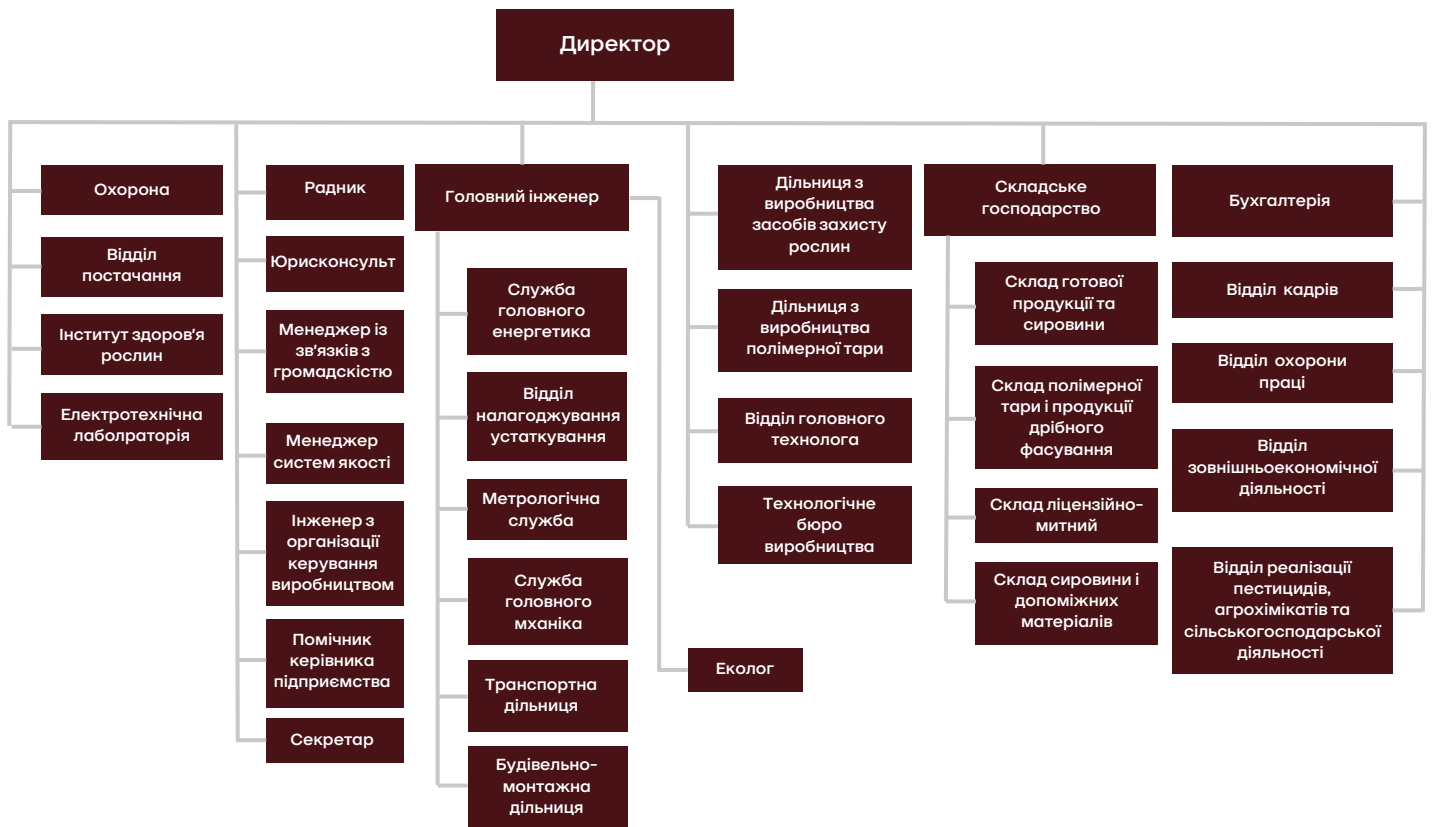 Директор
Охорона
Відділ
постачання
Інститут здоров'я
рослин
Електротехнічна
лаболраторія
Радник
Юрисконсульт
Менеджер із
зв'язків з
громадскістю
Менеджер
систем якості
Інженер з
організації
керування
виробництвом
Помічник
керівника
підприємства
Секретар
Головний інженер
Служба
головного
енергетика
Відділ
налагоджування
устаткування
Метрологічна
служба
Служба
головного
мханіка
Транспортна
дільниця
Будівельно-
монтажна
дільниця
Еколог
Дільниця з
виробництва
засобів захисту
рослин
Дільниця з
виробництва
полімерної тари
Відділ головного
технолога
Технологічне
бюро
виробництва
Складське
господарство
Склад готової
продукції та
сировини
Склад полімерної
тари і продукції
дрібного
фасування
Склад ліцензійно-
митний
Склад сировини і
допоміжних
матеріалів
Бухгалтерія
Відділ кадрів
Відділ охорони
праці
Відділ
зовнішньоекономічної
діяльності
Відділ реалізації
пестицидів,
агрохімікатів та
сільськогосподарської
діяльності